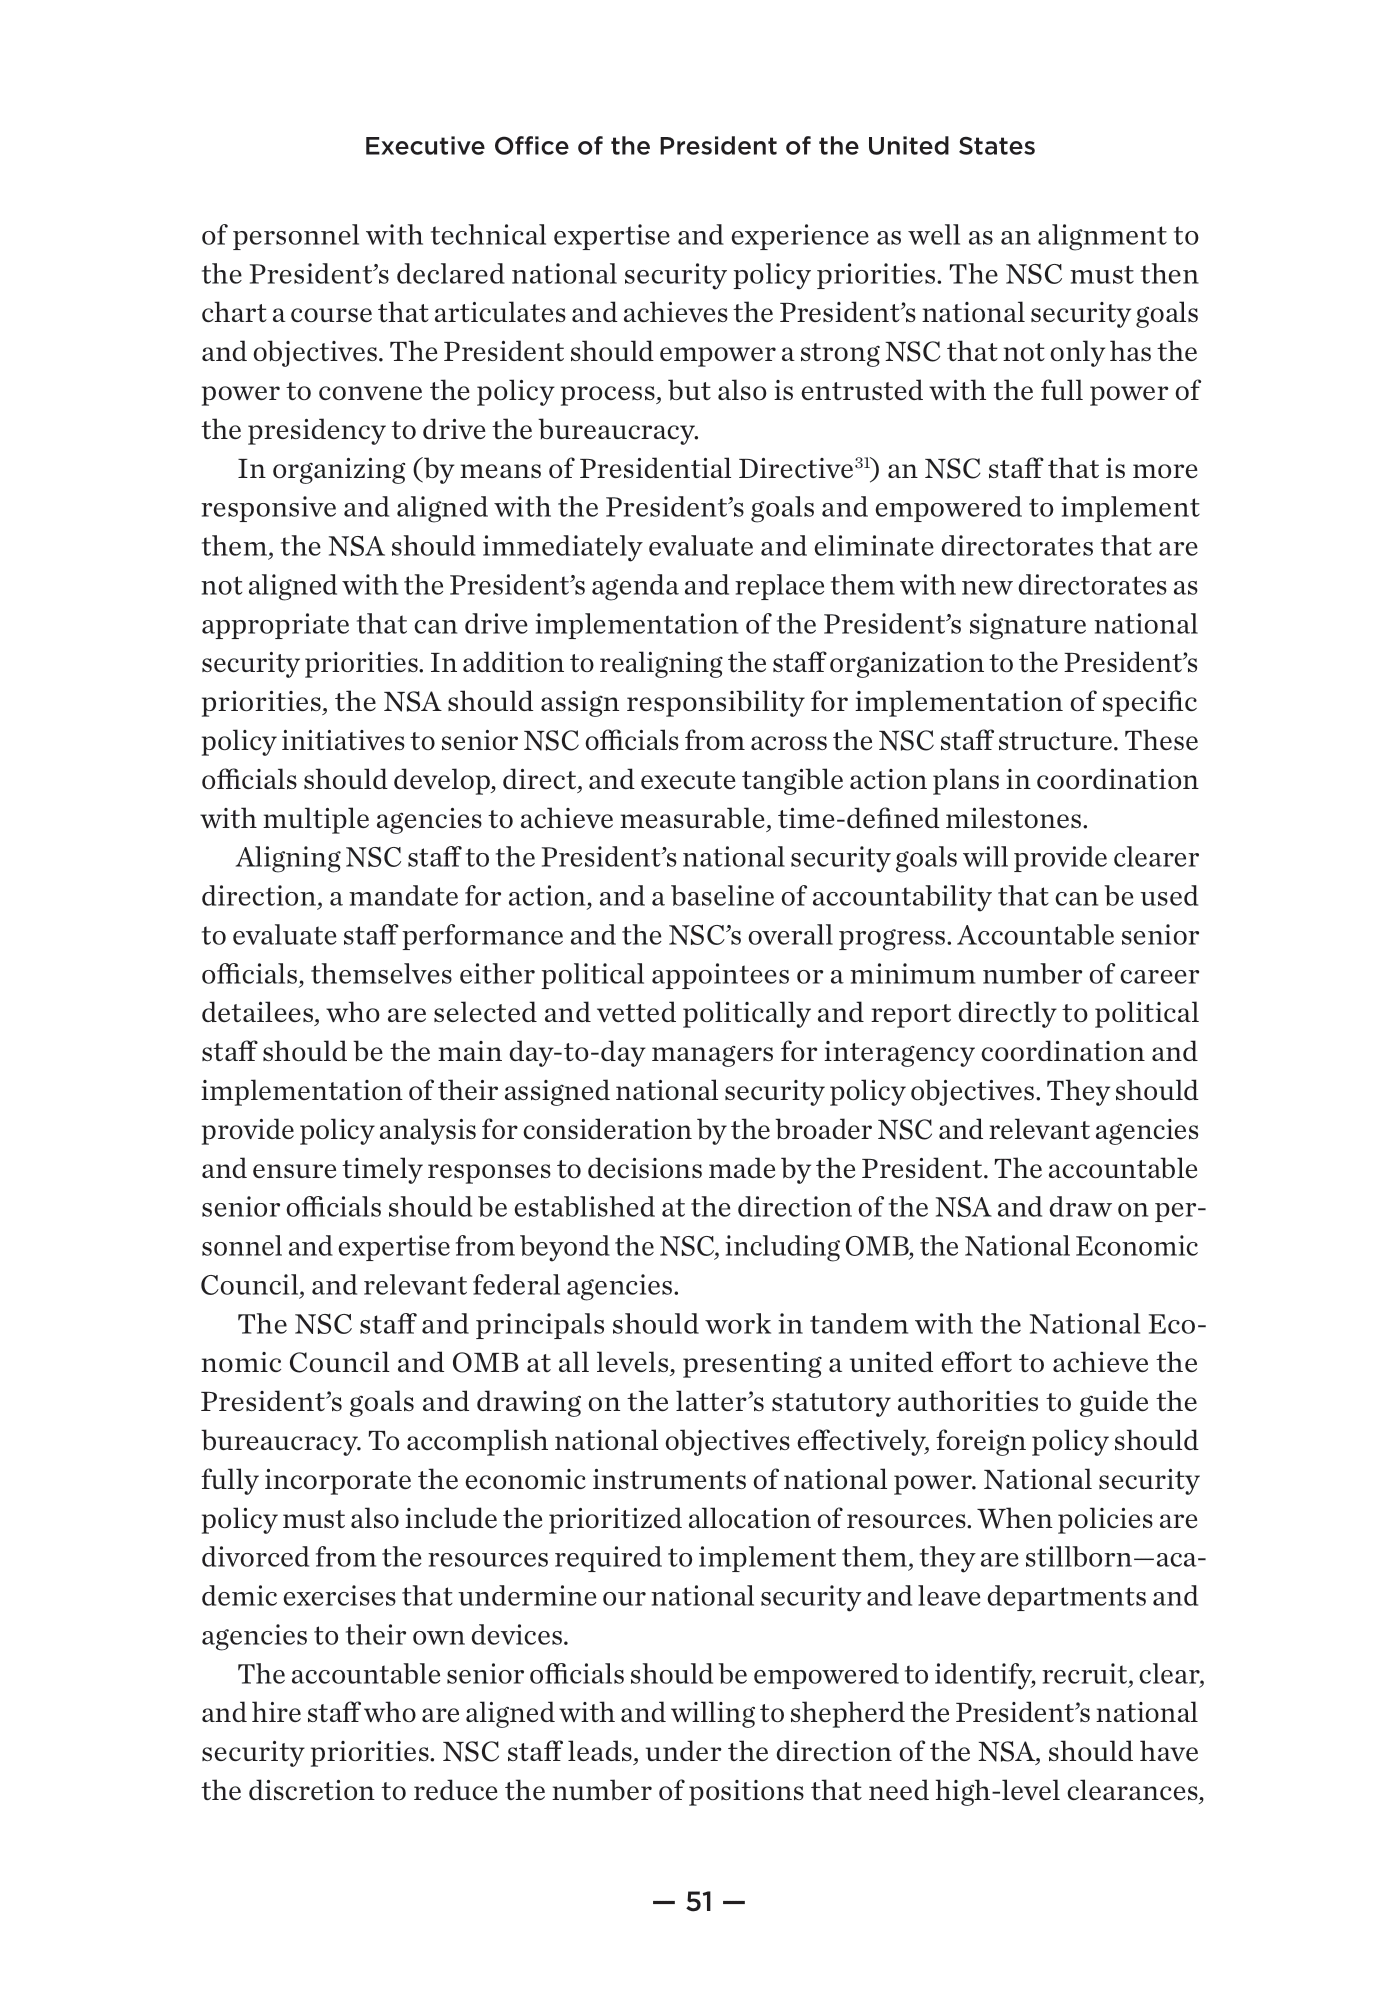 Executive Office of the President of the United States
of personnel with technical expertise and experience as well as an alignment to
the President’s declared national security policy priorities. The NSC must then
chart a course that articulates and achieves the President’s national security goals
and objectives. The President should empower a strong NSC that not only has the
power to convene the policy process, but also is entrusted with the full power of
the presidency to drive the bureaucracy.
In organizing (by means of Presidential Directive³¹) an NSC staff that is more
responsive and aligned with the President’s goals and empowered to implement
them, the NSA should immediately evaluate and eliminate directorates that are
not aligned with the President’s agenda and replace them with new directorates as
appropriate that can drive implementation of the President’s signature national
security priorities. In addition to realigning the staff organization to the President’s
priorities, the NSA should assign responsibility for implementation of specific
policy initiatives to senior NSC officials from across the NSC staff structure. These
officials should develop, direct, and execute tangible action plans in coordination
with multiple agencies to achieve measurable, time-defined milestones.
Aligning NSC staff to the President’s national security goals will provide clearer
direction, a mandate for action, and a baseline of accountability that can be used
to evaluate staff performance and the NSC’s overall progress. Accountable senior
officials, themselves either political appointees or a minimum number of career
detailees, who are selected and vetted politically and report directly to political
staff should be the main day-to-day managers for interagency coordination and
implementation of their assigned national security policy objectives. They should
provide policy analysis for consideration by the broader NSC and relevant agencies
and ensure timely responses to decisions made by the President. The accountable
senior officials should be established at the direction of the NSA and draw on per-
sonnel and expertise from beyond the NSC, including OMB, the National Economic
Council, and relevant federal agencies.
The NSC staff and principals should work in tandem with the National Eco-
nomic Council and OMB at all levels, presenting a united effort to achieve the
President’s goals and drawing on the latter’s statutory authorities to guide the
bureaucracy. To accomplish national objectives effectively, foreign policy should
fully incorporate the economic instruments of national power. National security
policy must also include the prioritized allocation of resources. When policies are
divorced from the resources required to implement them, they are stillborn—aca-
demic exercises that undermine our national security and leave departments and
agencies to their own devices.
The accountable senior officials should be empowered to identify, recruit, clear,
and hire staff who are aligned with and willing to shepherd the President’s national
security priorities. NSC staff leads, under the direction of the NSA, should have
the discretion to reduce the number of positions that need high-level clearances,
— 51 —